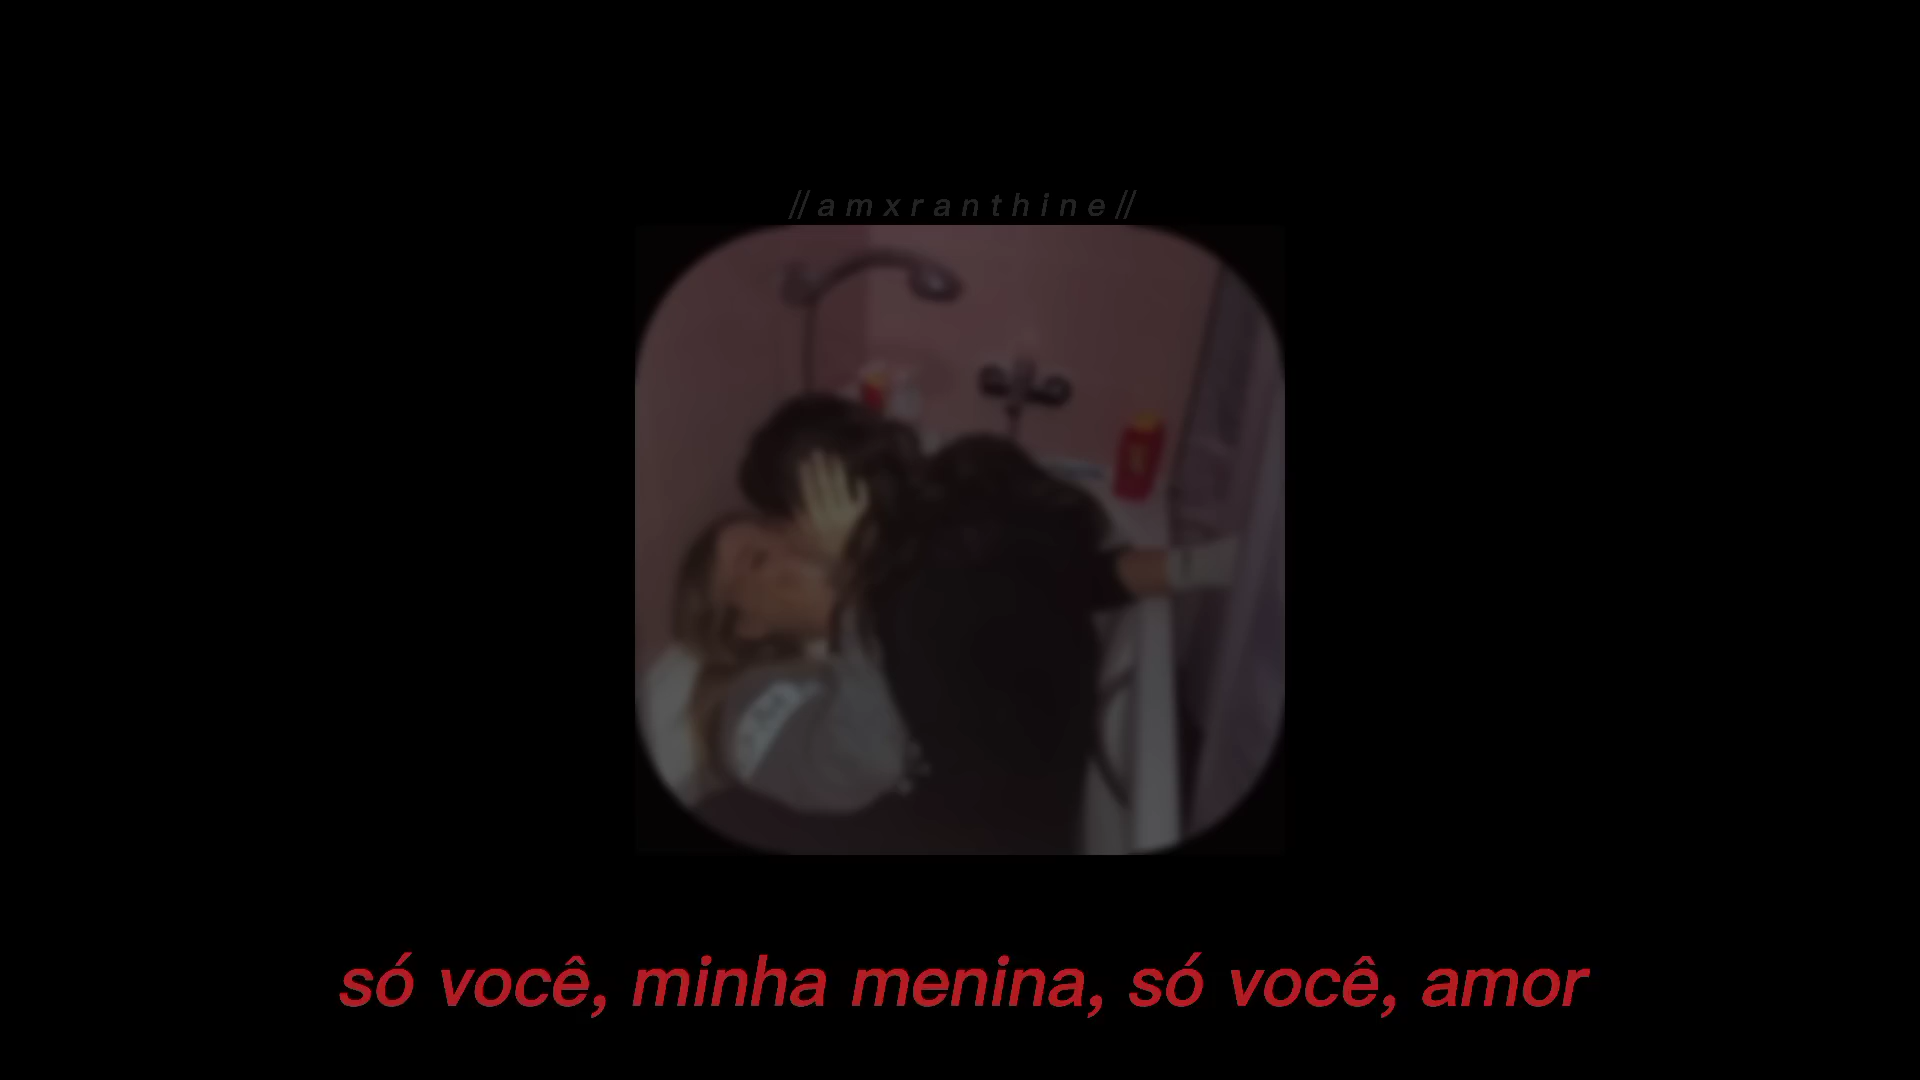 //amxranthine//
só você, minha menina, só você, amor